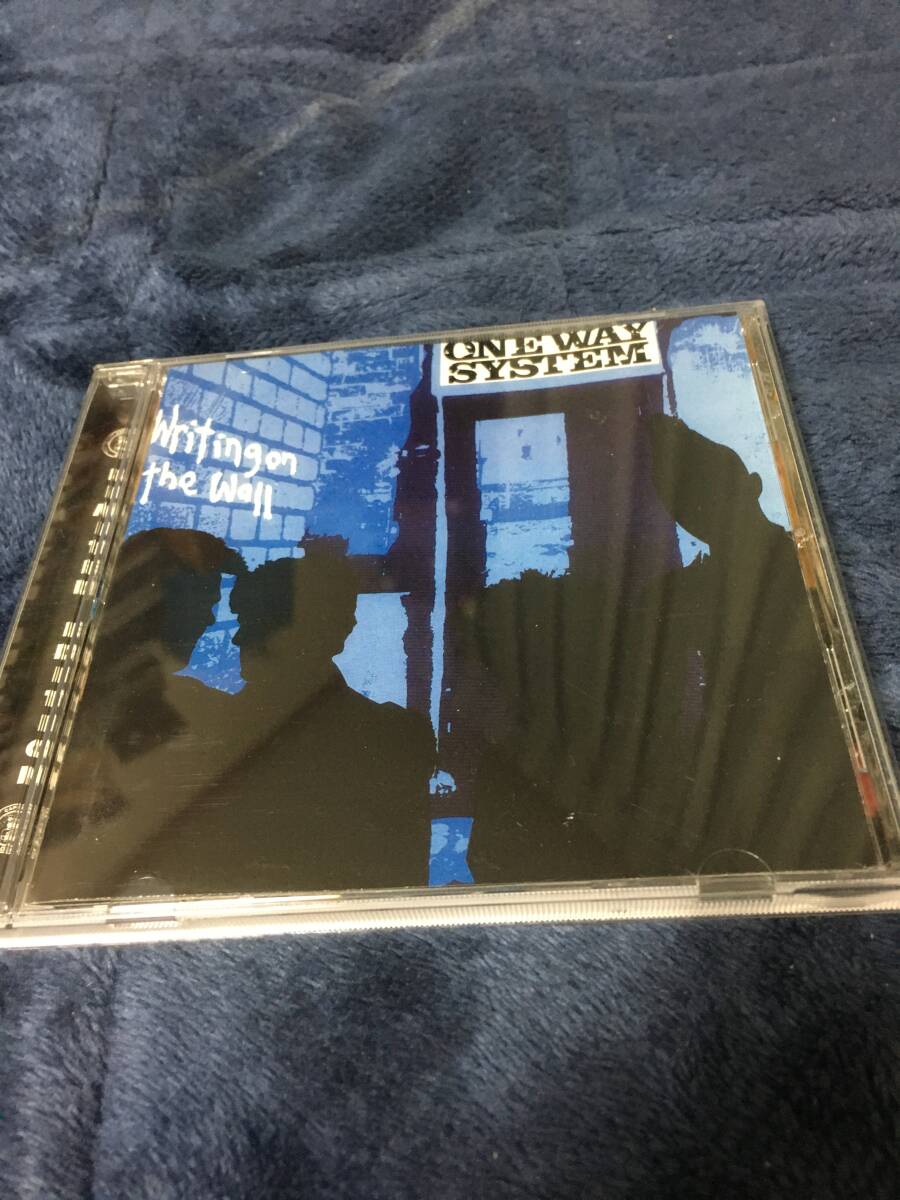 ONE WAY
SYSTEM
Writing on
the Wall